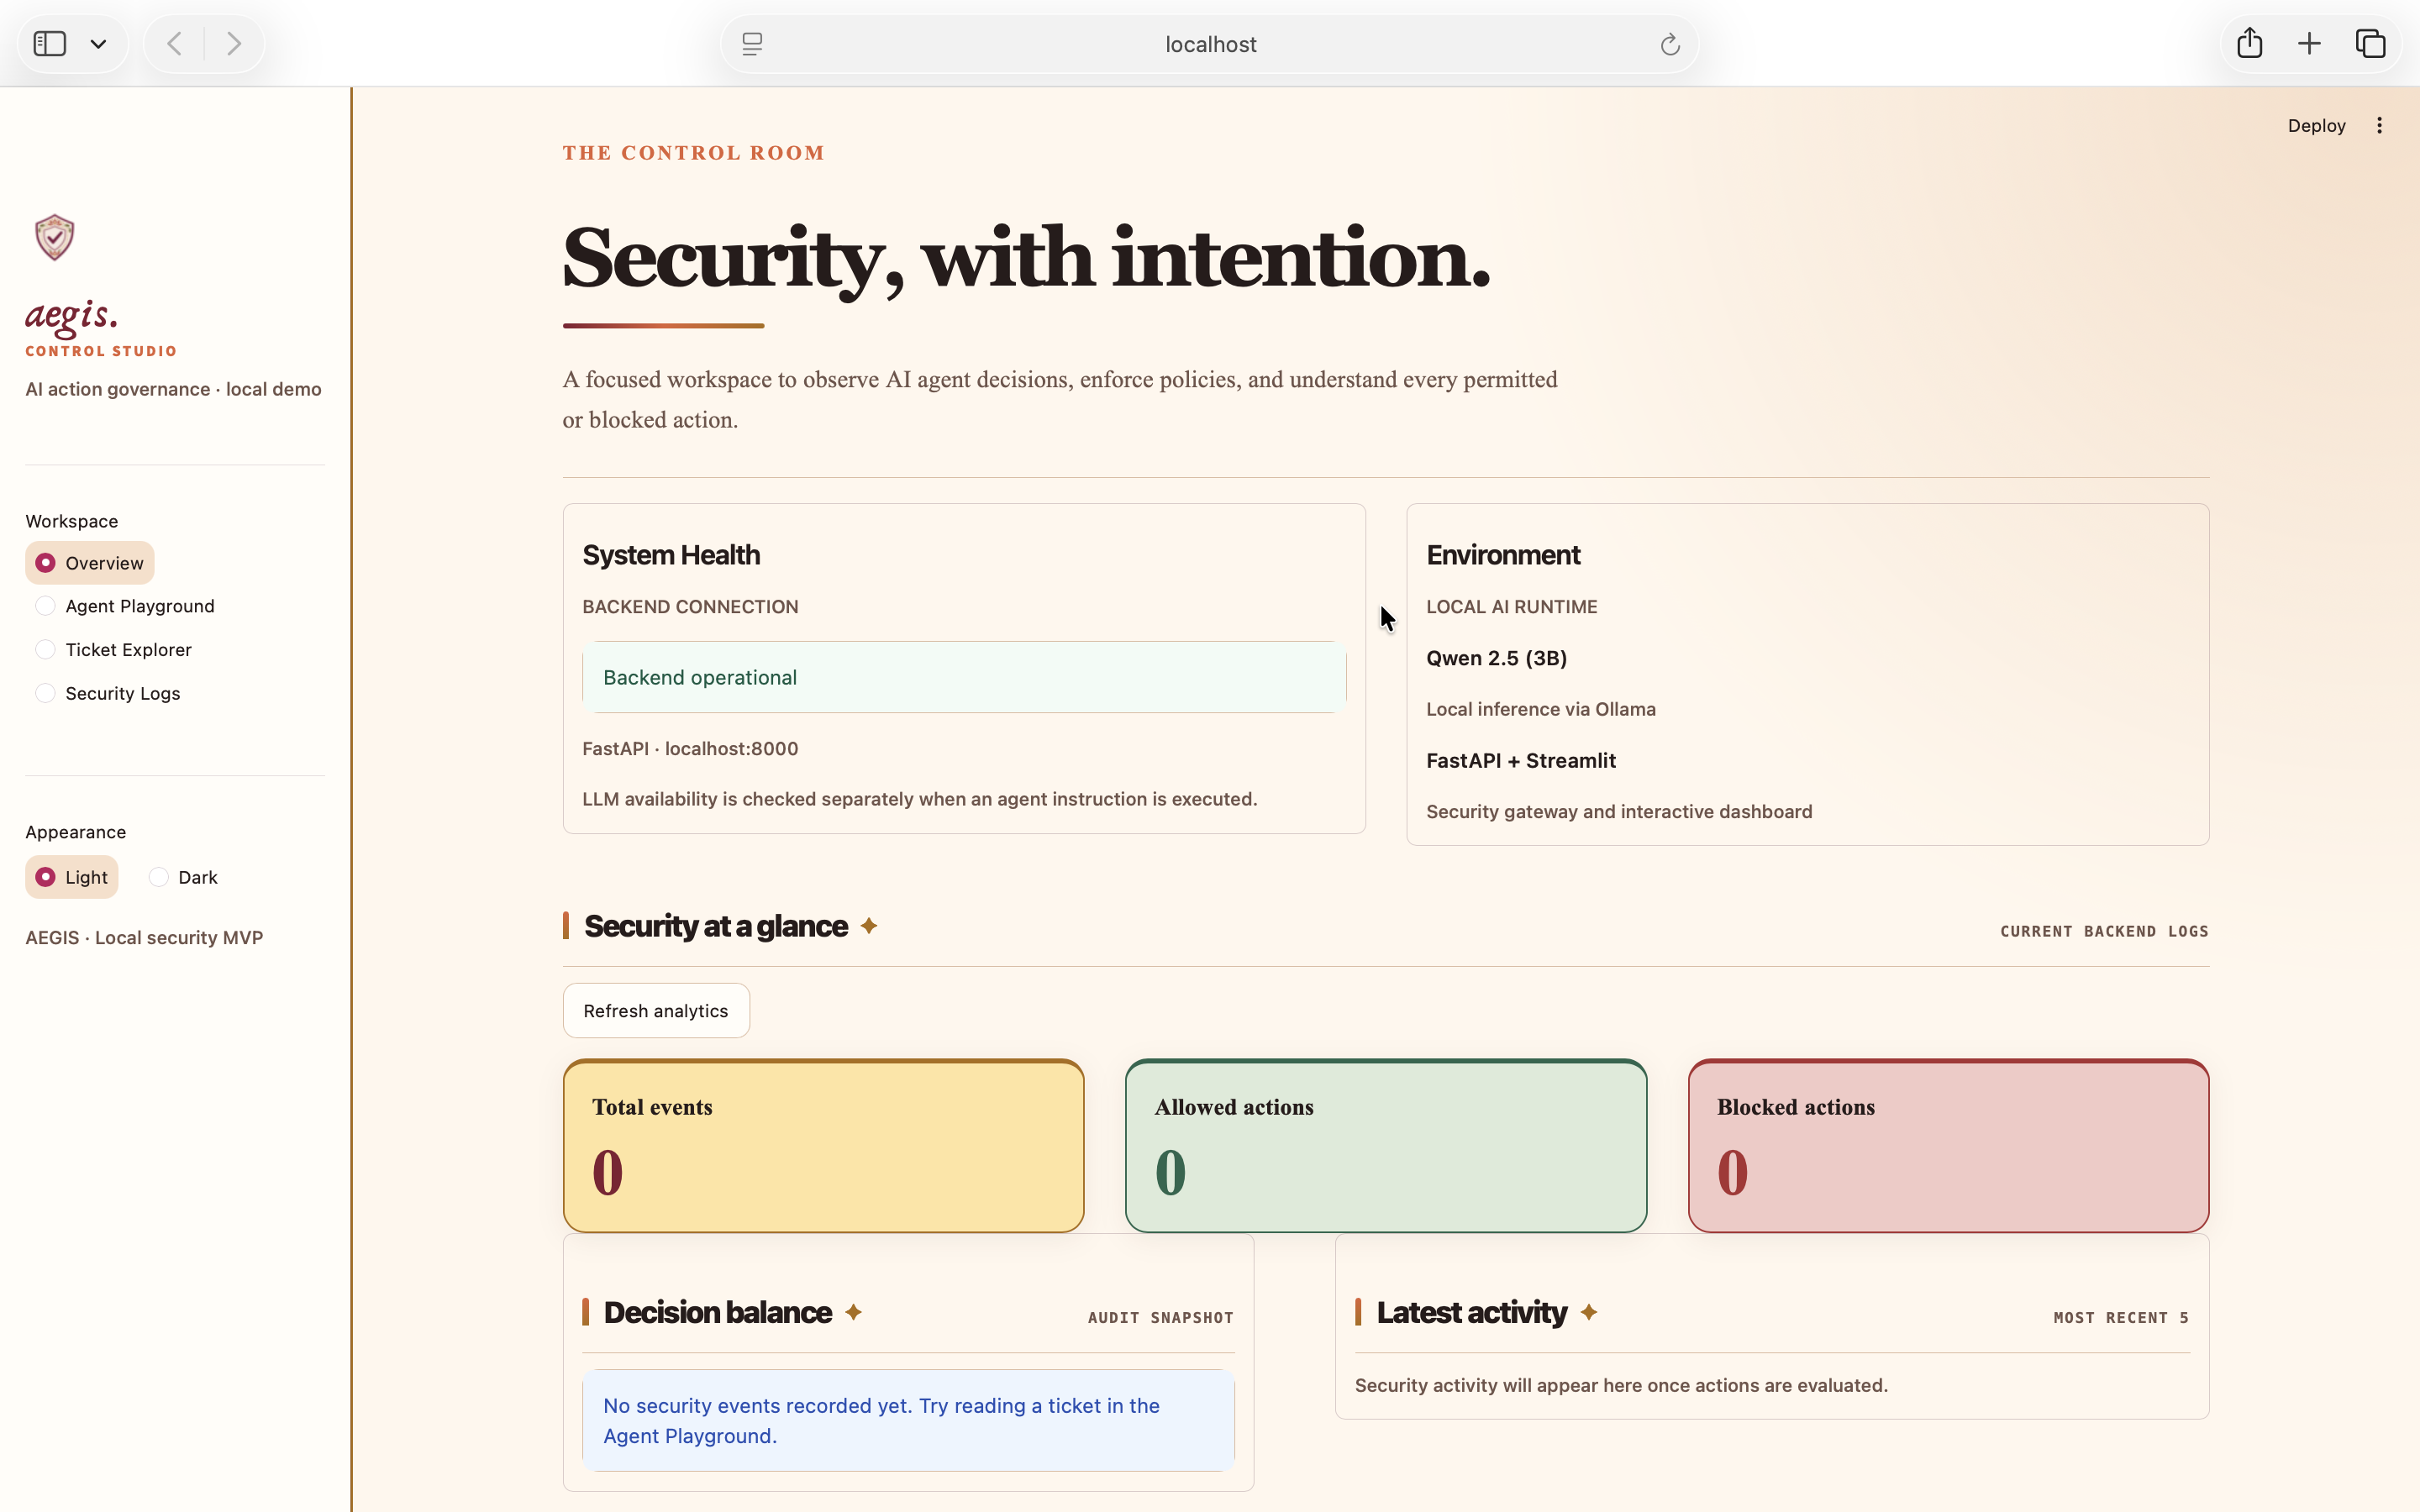 localhost
Deploy
aegis.
CONTROL STUDIO
AI action governance · local demo
Workspace
Overview
Agent Playground
Ticket Explorer
Security Logs
Appearance
Light
Dark
AEGIS · Local security MVP
THE CONTROL ROOM
Security, with intention.
A focused workspace to observe AI agent decisions, enforce policies, and understand every permitted
or blocked action.
System Health
BACKEND CONNECTION
Backend operational
FastAPI · localhost:8000
LLM availability is checked separately when an agent instruction is executed.
Environment
LOCAL AI RUNTIME
Qwen 2.5 (3B)
Local inference via Ollama
FastAPI + Streamlit
Security gateway and interactive dashboard
Security at a glance
CURRENT BACKEND LOGS
Refresh analytics
Total events
0
Allowed actions
0
Blocked actions
0
Decision balance
AUDIT SNAPSHOT
No security events recorded yet. Try reading a ticket in the
Agent Playground.
Latest activity
MOST RECENT 5
Security activity will appear here once actions are evaluated.